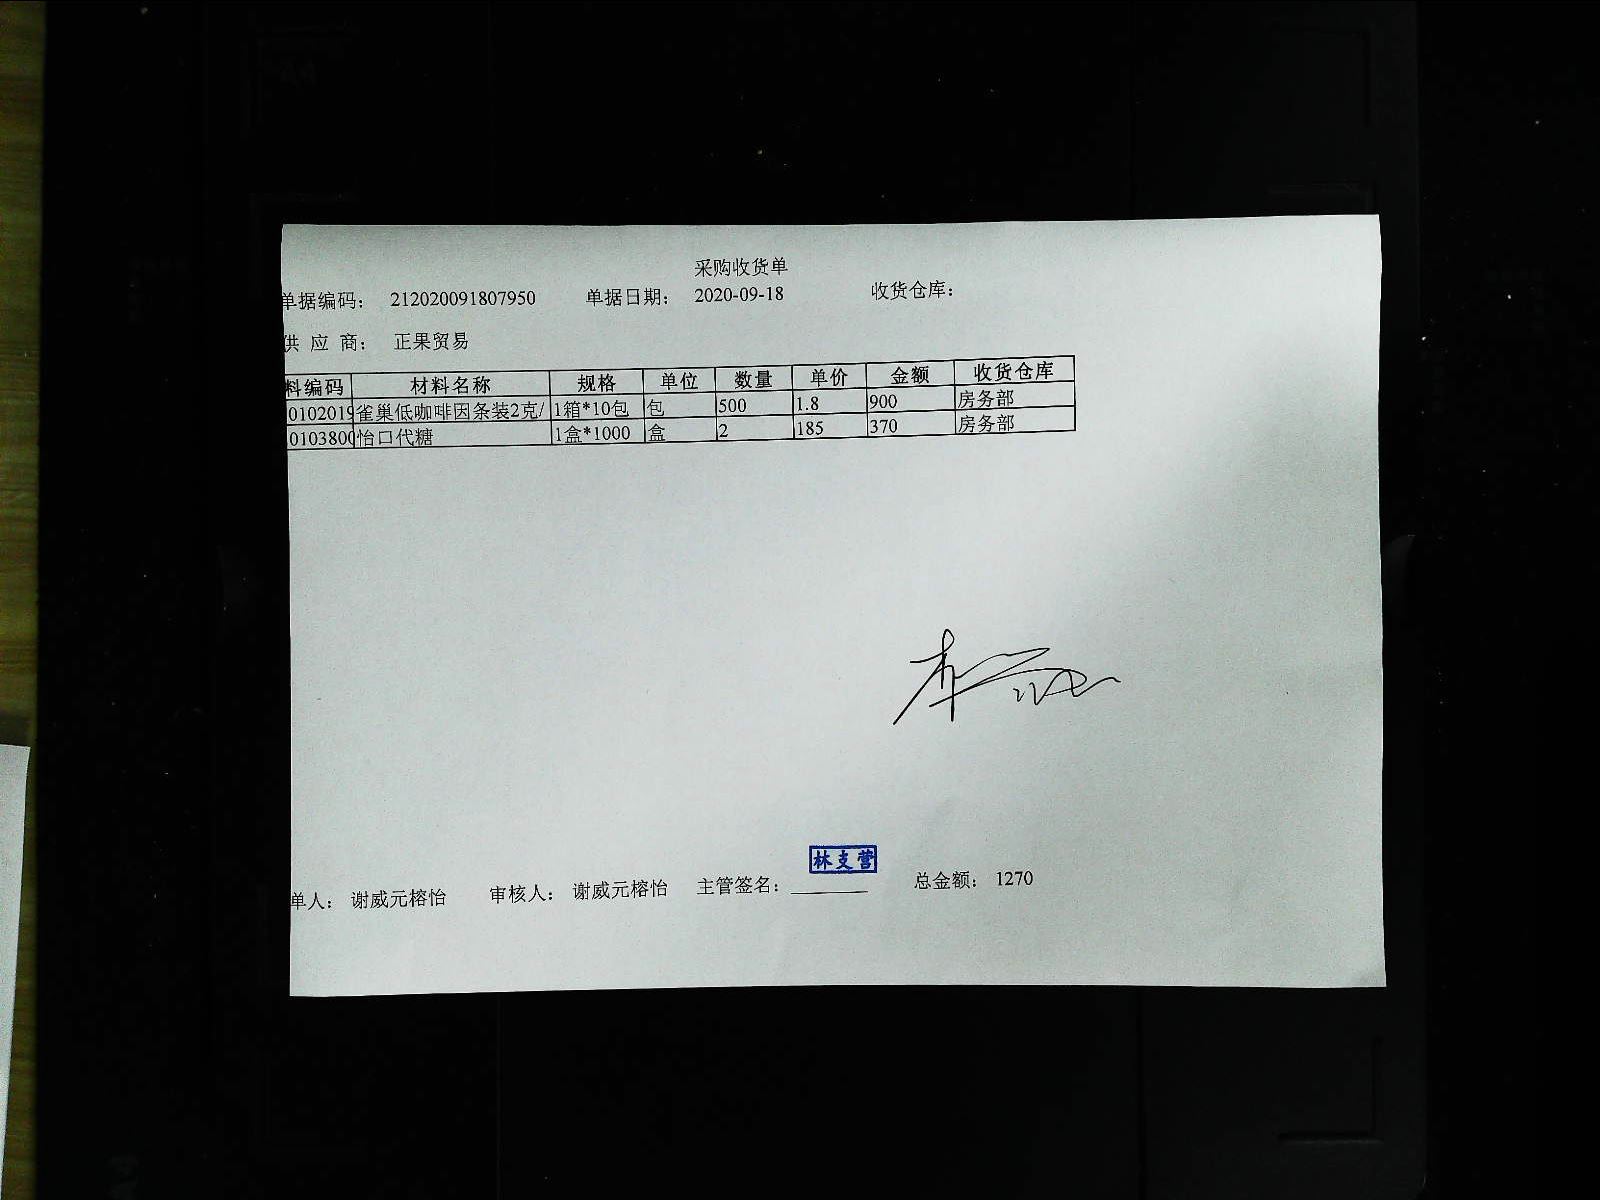 采购收货单
单据编码： 212020091807950 单据日期： 2020-09-18 收货仓库：
供 应 商： 正果贸易
料编码 材料名称 规格 单位 数量 单价 金额 收货仓库
0102019 雀巢低咖啡因条装2克/ 1箱*10包 包 500 1.8 900 房务部
0103800 怡口代糖 1盒*1000 盒 2 185 370 房务部
林支营
单人： 谢威元榕怡 审核人： 谢威元榕怡 主管签名：________ 总金额： 1270